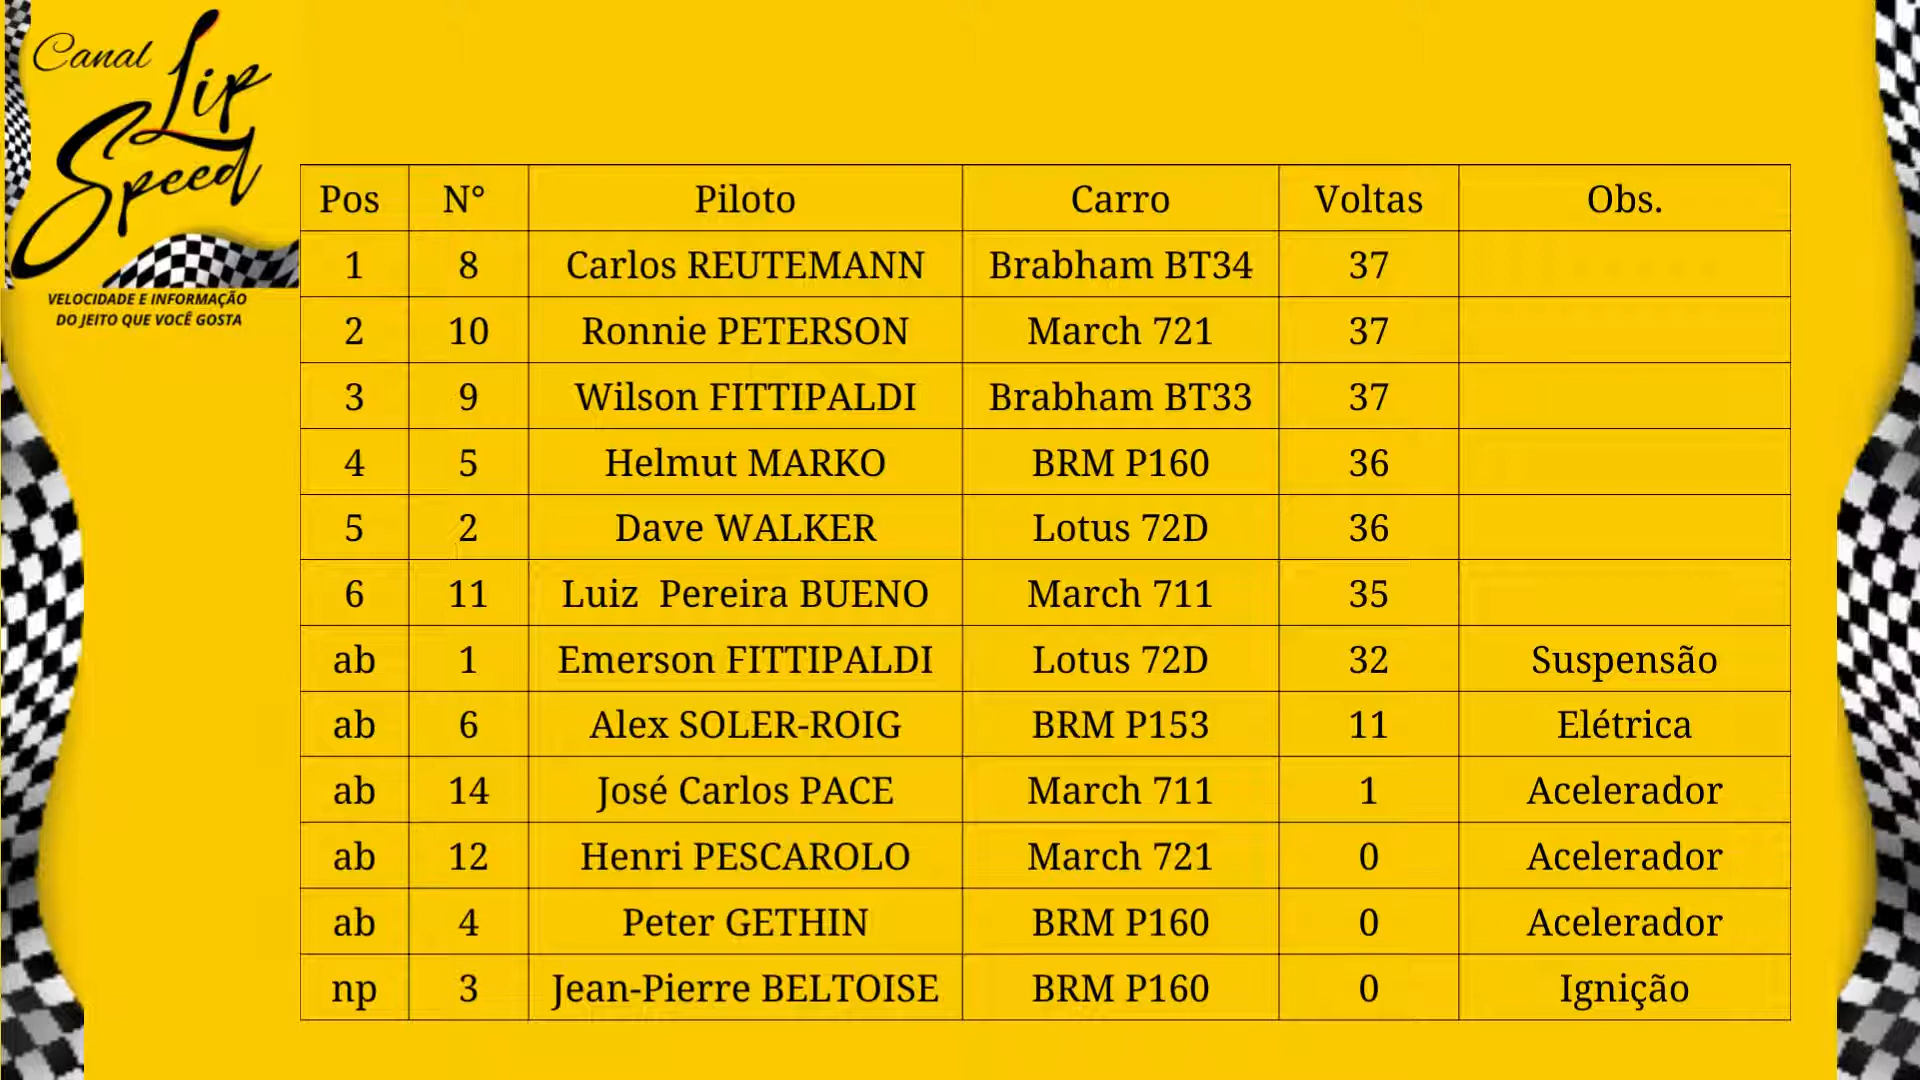 Canal
Lip
Speed
VELOCIDADE E INFORMAÇÃO
DO JEITO QUE VOCÊ GOSTA
Pos N° Piloto Carro Voltas Obs.
1 8 Carlos REUTEMANN Brabham BT34 37
2 10 Ronnie PETERSON March 721 37
3 9 Wilson FITTIPALDI Brabham BT33 37
4 5 Helmut MARKO BRM P160 36
5 2 Dave WALKER Lotus 72D 36
6 11 Luiz  Pereira BUENO March 711 35
ab 1 Emerson FITTIPALDI Lotus 72D 32 Suspensão
ab 6 Alex SOLER-ROIG BRM P153 11 Elétrica
ab 14 José Carlos PACE March 711 1 Acelerador
ab 12 Henri PESCAROLO March 721 0 Acelerador
ab 4 Peter GETHIN BRM P160 0 Acelerador
np 3 Jean-Pierre BELTOISE BRM P160 0 Ignição